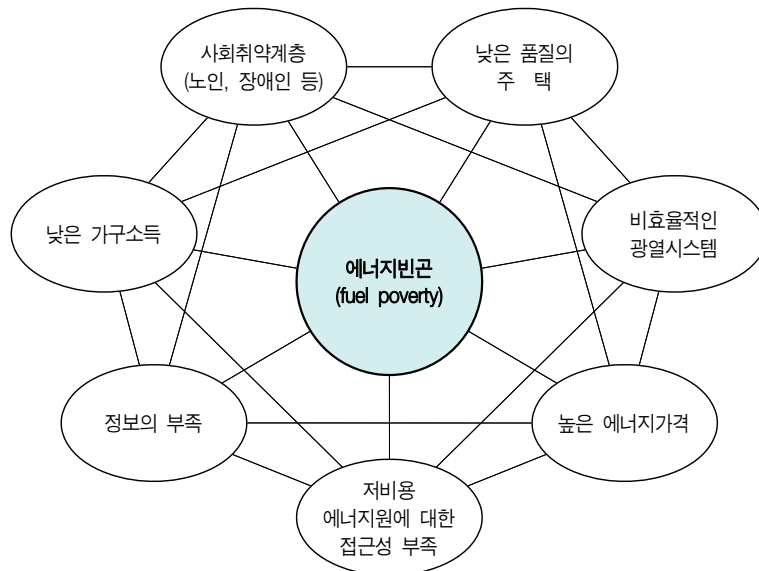 사회취약계층
(노인, 장애인 등)
낮은 품질의
주 택
낮은 가구소득
에너지빈곤
(fuel poverty)
비효율적인
광열시스템
정보의 부족
높은 에너지가격
저비용
에너지원에 대한
접근성 부족